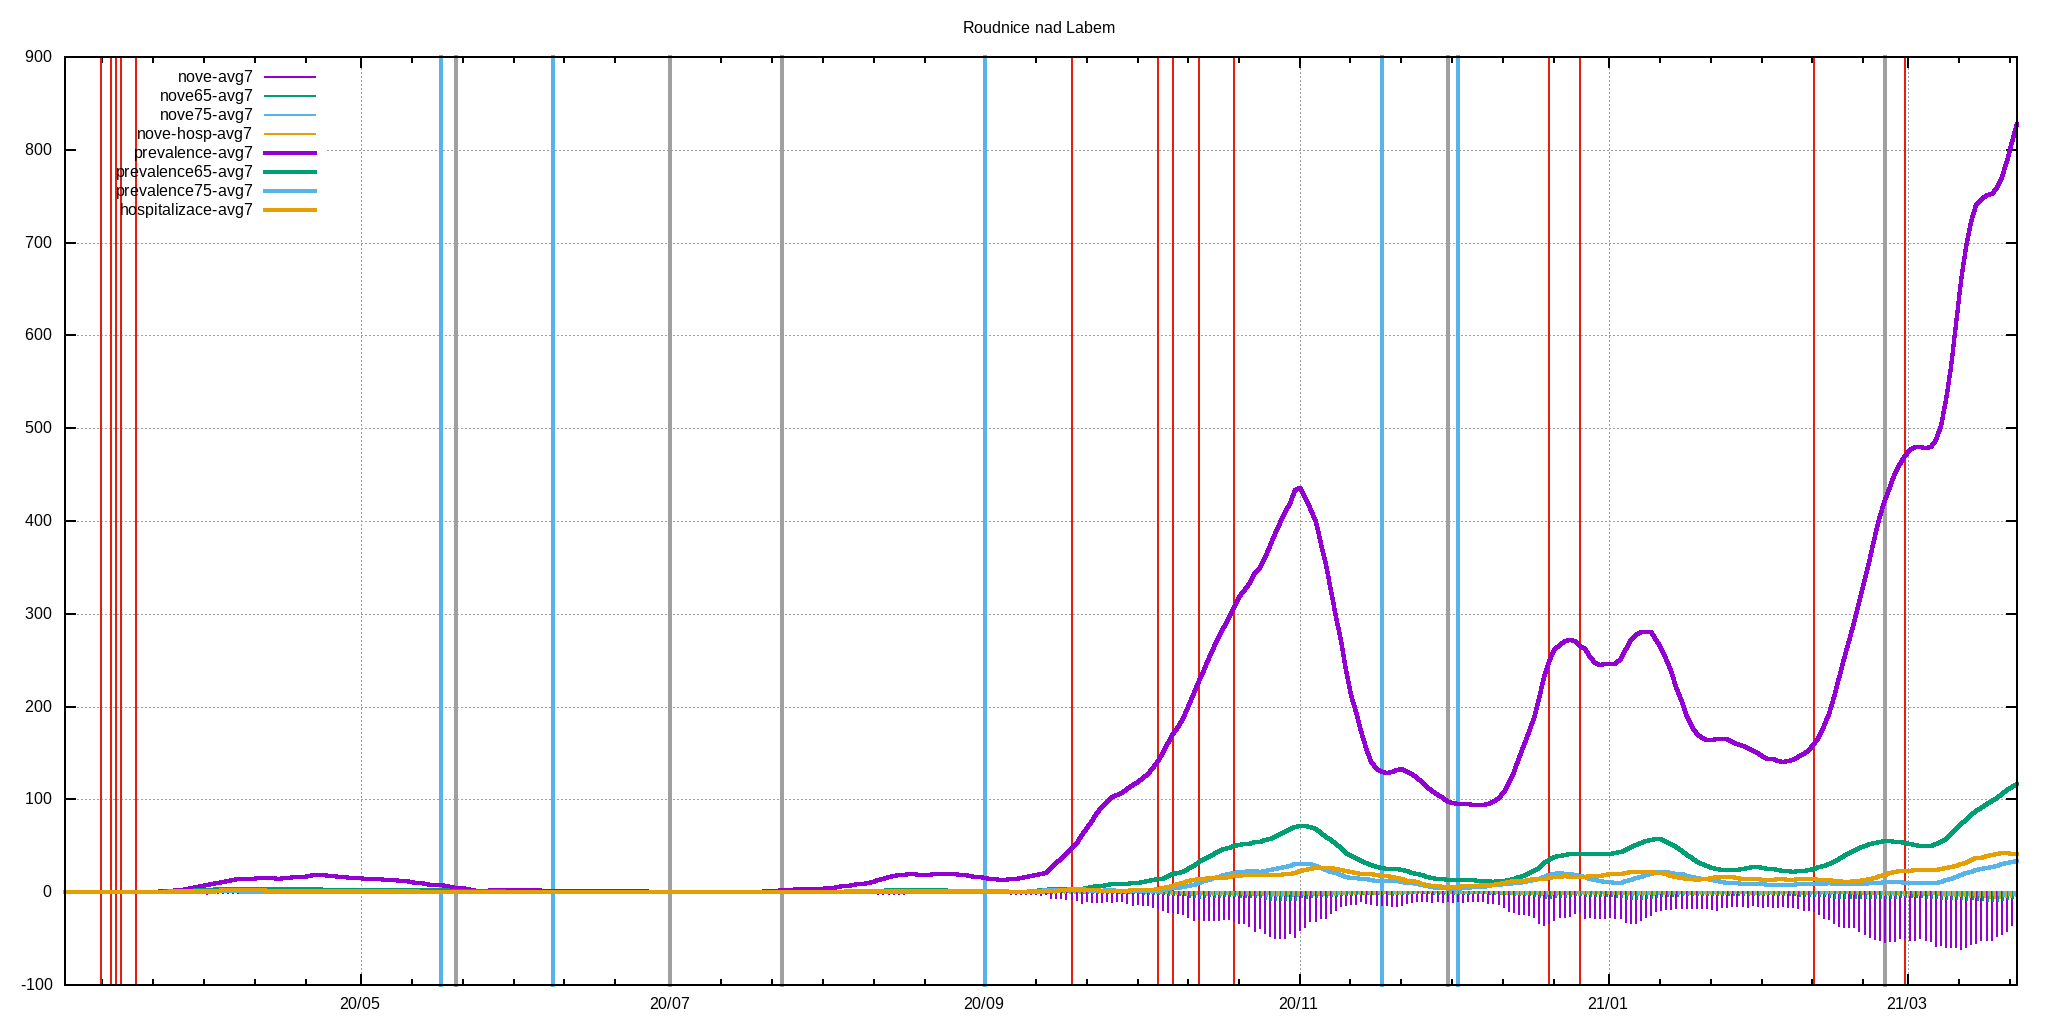 Roudnice nad Labem
900
nove-avg7
nove65-avg7
nove75-avg7
nove-hosp-avg7
prevalence-avg7
prevalence65-avg7
prevalence75-avg7
hospitalizace-avg7
800
700
600
500
400
300
200
100
0
-100
20/05 20/07 20/09 20/11 21/01 21/03